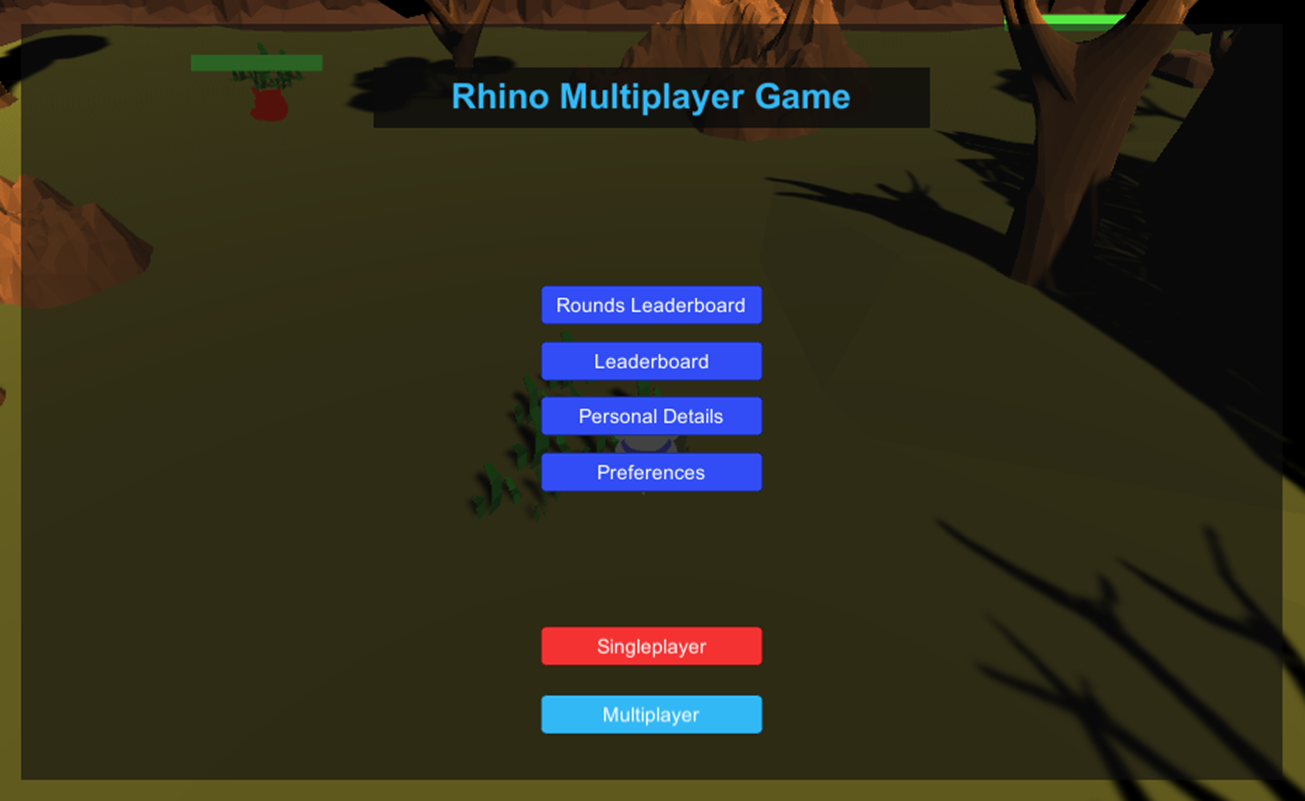 Rhino Multiplayer Game
Rounds Leaderboard
Leaderboard
Personal Details
Preferences
Singleplayer
Multiplayer